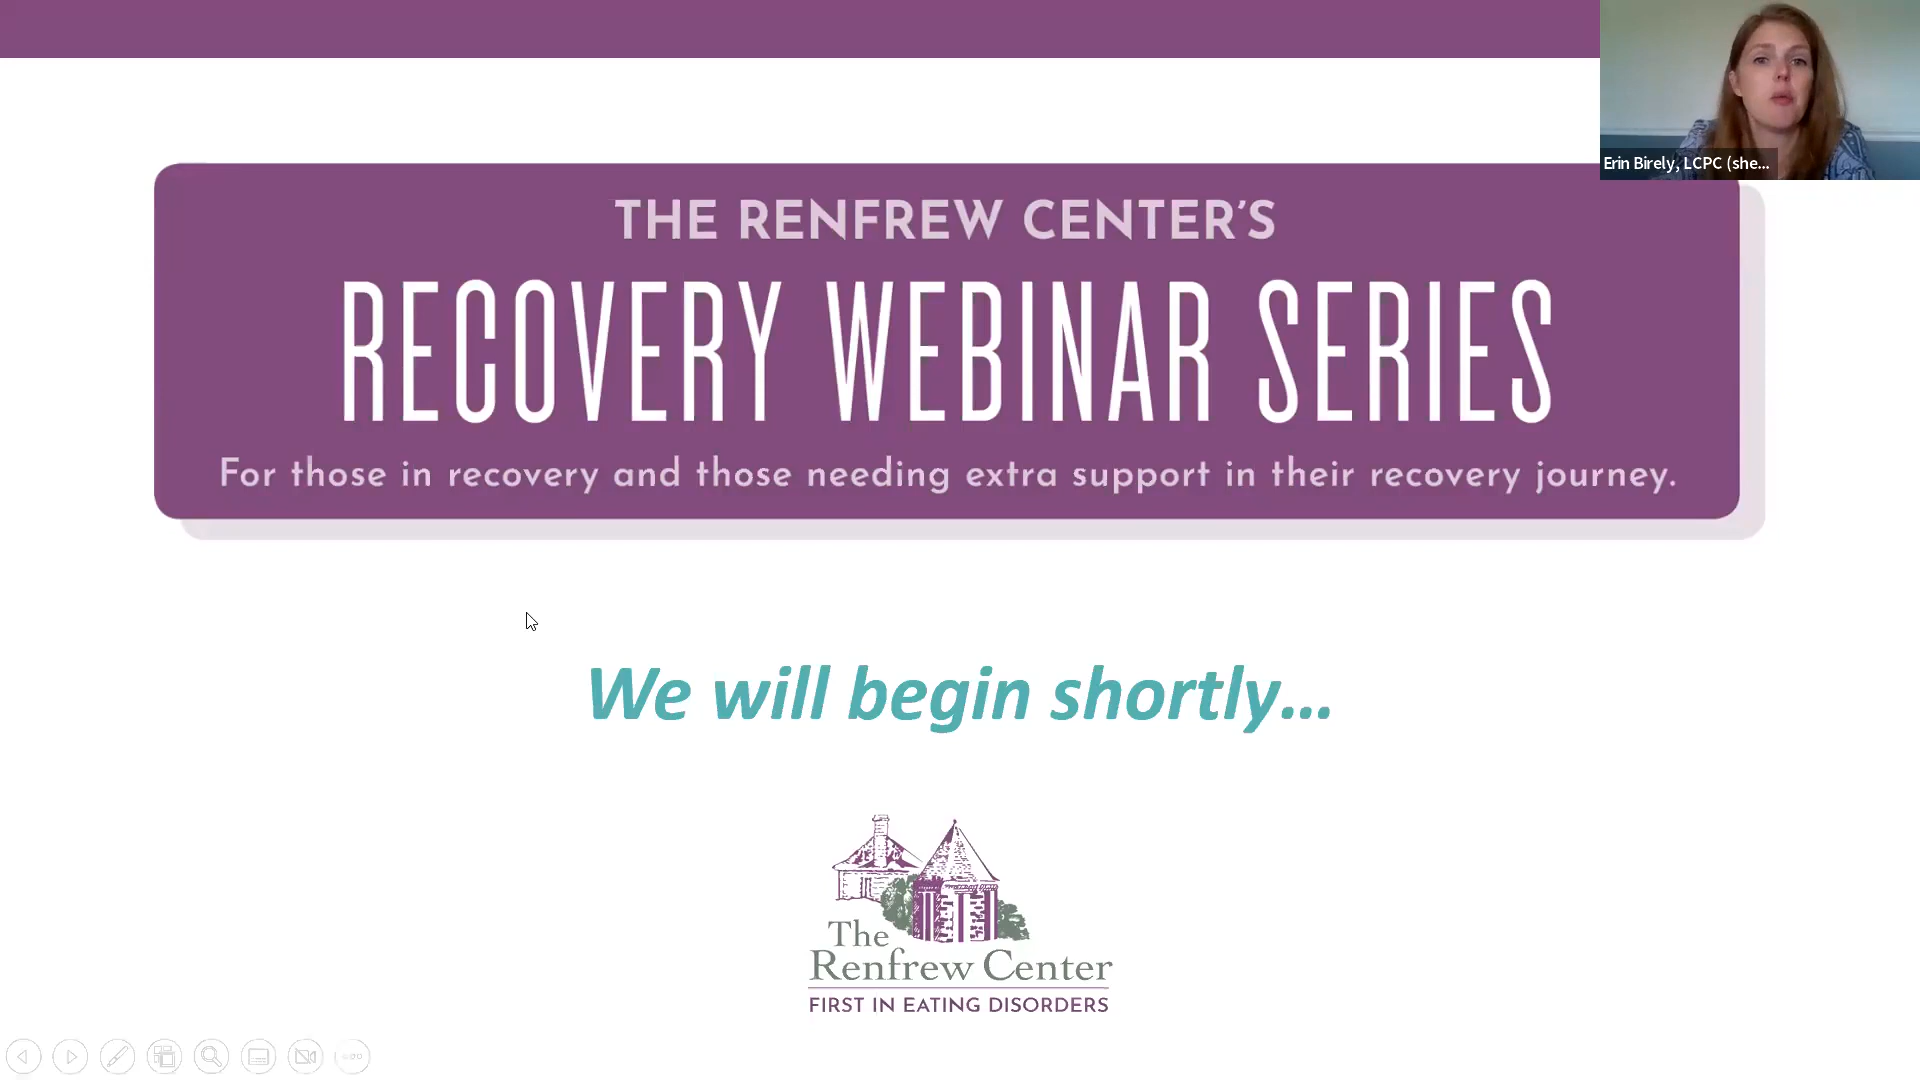 THE RENFREW CENTER'S
RECOVERY WEBINAR SERIES
For those in recovery and those needing extra support in their recovery journey.
Erin Birely, LCPC (she...
We will begin shortly...
The
Renfrew Center
FIRST IN EATING DISORDERS